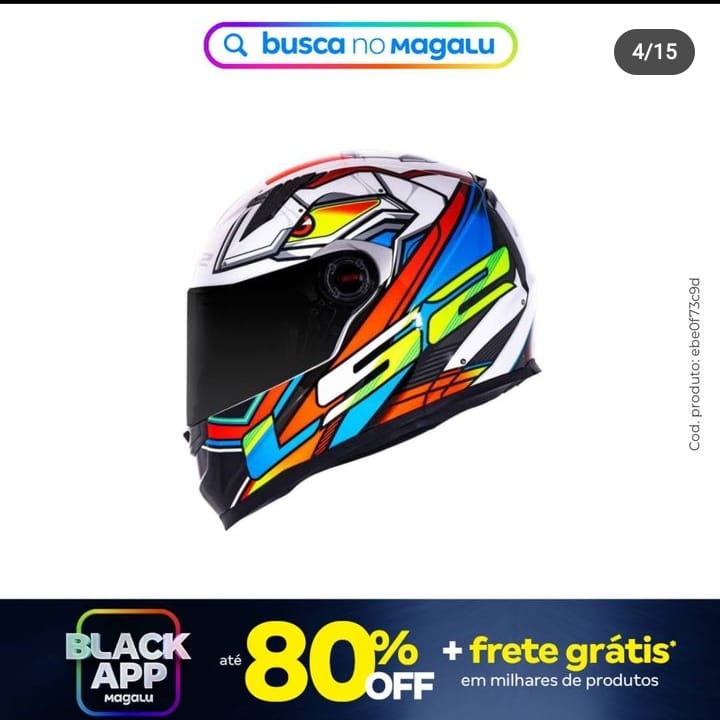 busca no Magalu
4/15
LS2
Cod. produto: ebe0f73c9d
BLACK
APP
Magalu
até 80% OFF
+ frete grátis*
em milhares de produtos